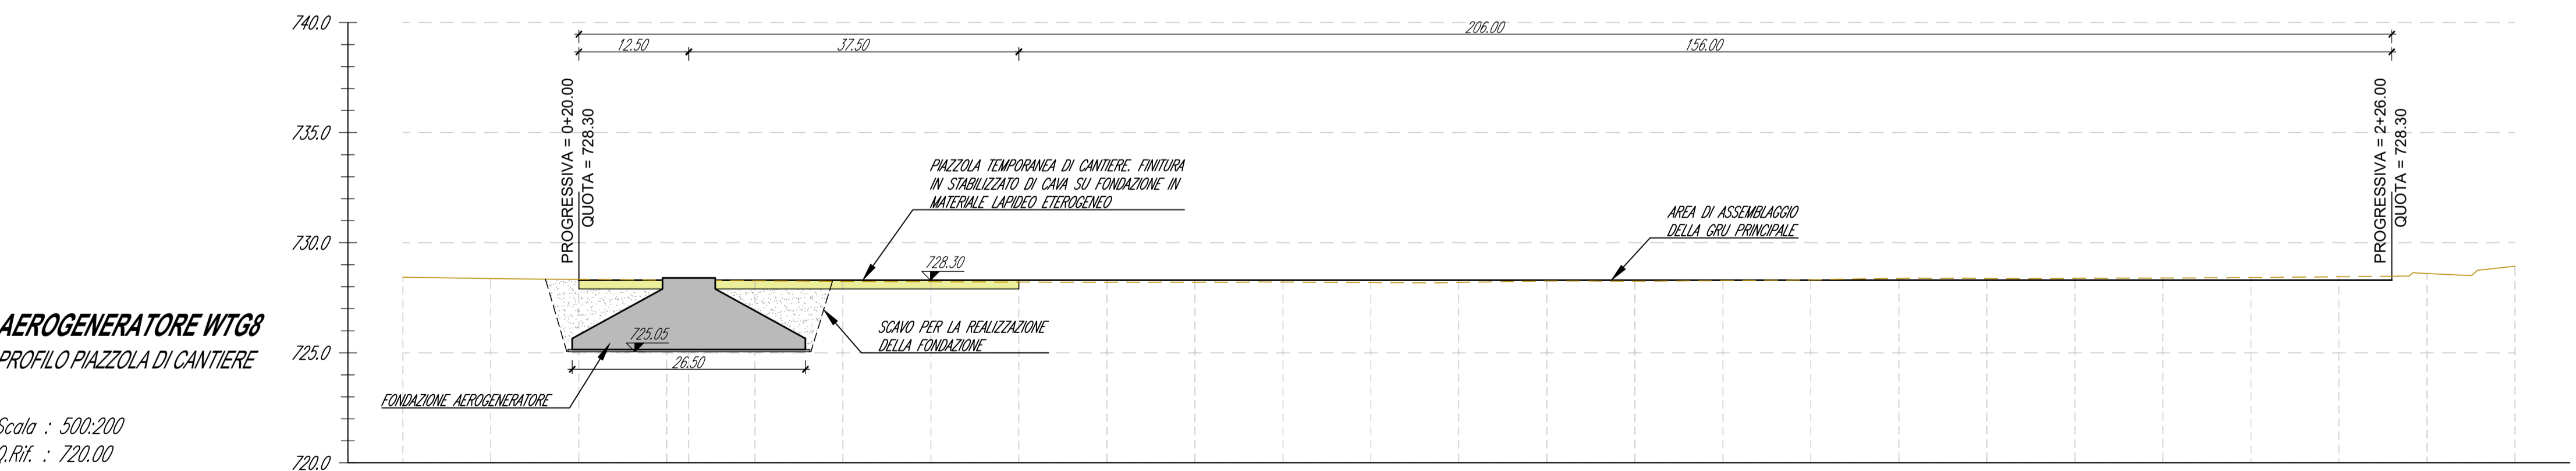 AEROGENERATORE WTG8
PROFILO PIAZZOLA DI CANTIERE
Scala : 500:200
Q.Rif. : 720.00
740.0
735.0
730.0
725.0
720.0
206.00
12.50
37.50
156.00
PROGRESSIVA = 0+20.00
QUOTA = 728.30
PIAZZOLA TEMPORANEA DI CANTIERE. FINITURA
IN STABILIZZATO DI CAVA SU FONDAZIONE IN
MATERIALE LAPIDEO ETEROGENEO
728.30
AREA DI ASSEMBLAGGIO
DELLA GRU PRINCIPALE
PROGRESSIVA = 2+26.00
QUOTA = 728.30
725.05
26.50
SCAVO PER LA REALIZZAZIONE
DELLA FONDAZIONE
FONDAZIONE AEROGENERATORE